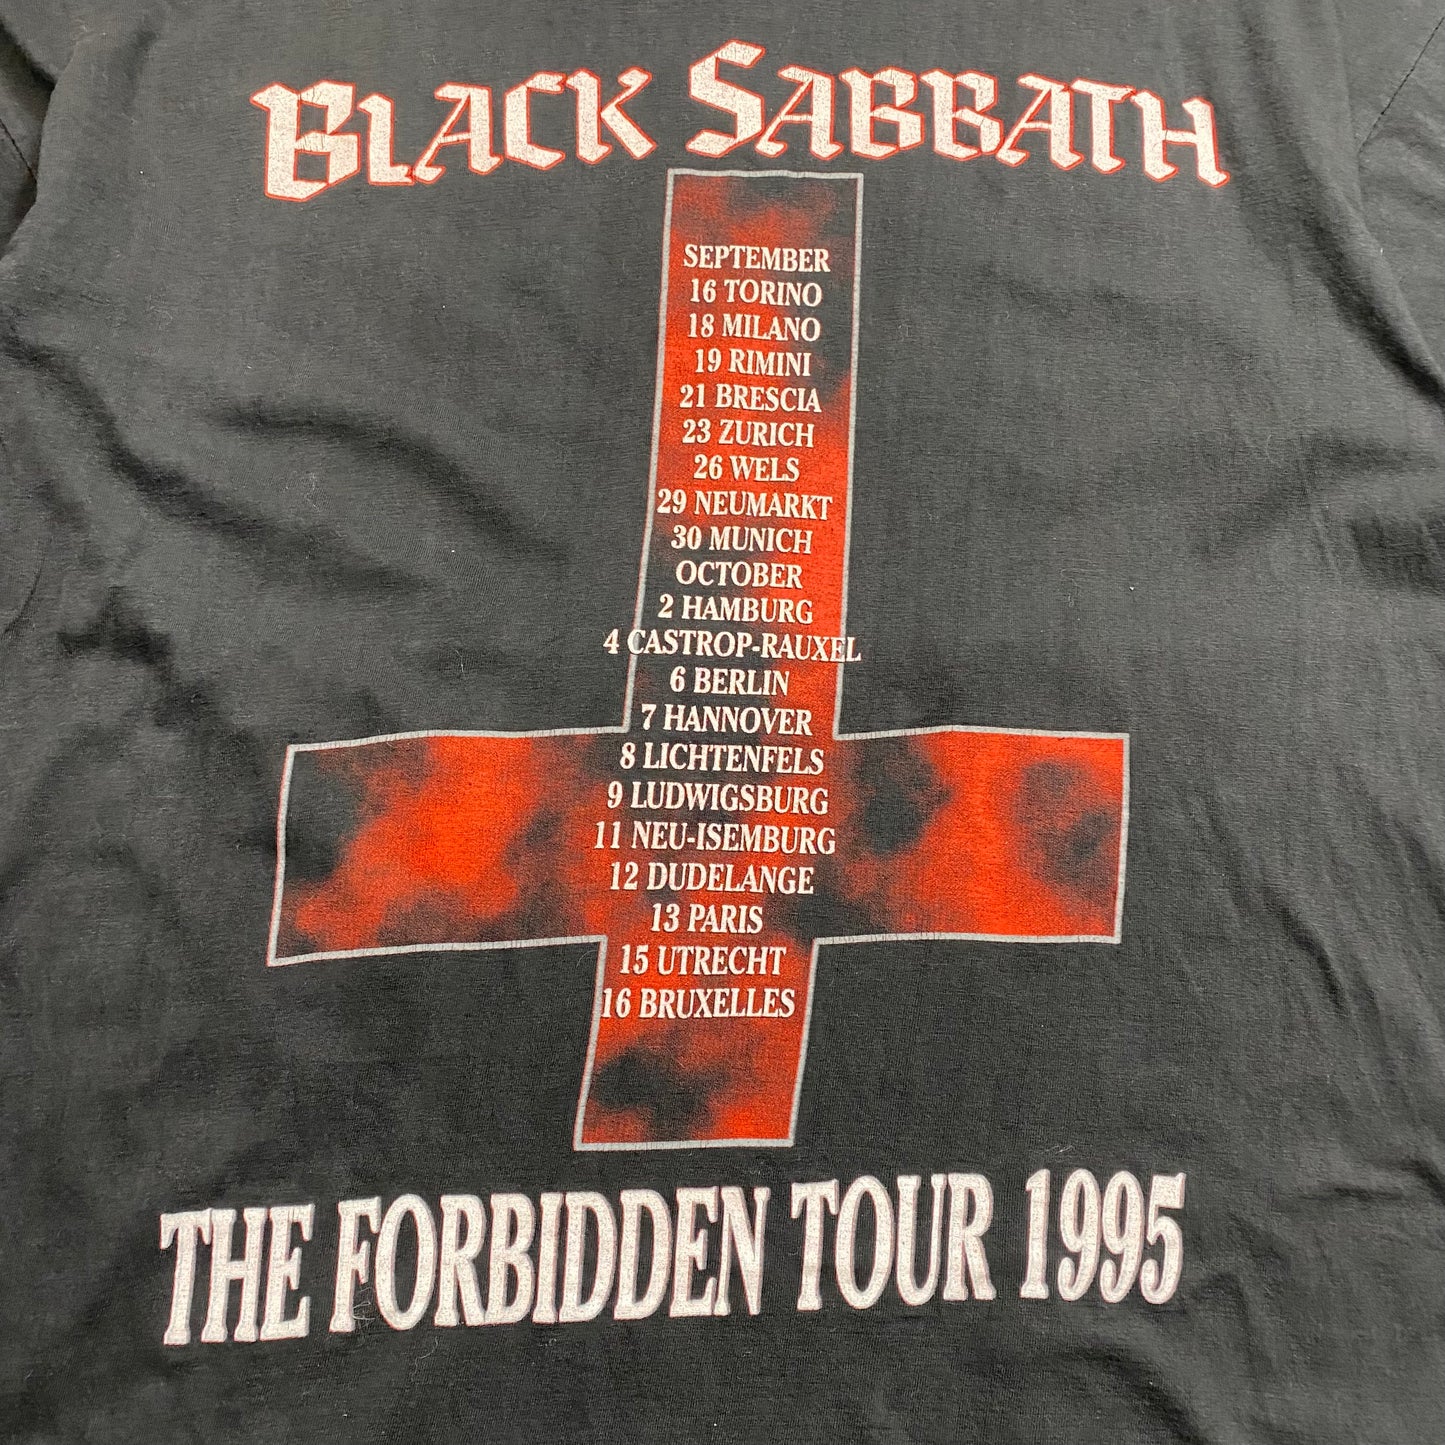 BLACK SABBATH
SEPTEMBER
16 TORINO
18 MILANO
19 RIMINI
21 BRESCIA
23 ZURICH
26 WELS
29 NEUMARKT
30 MUNICH
OCTOBER
2 HAMBURG
4 CASTROP-RAUXEL
6 BERLIN
7 HANNOVER
8 LICHTENFELS
9 LUDWIGSBURG
11 NEU-ISEMBURG
12 DUDELANGE
13 PARIS
15 UTRECHT
16 BRUXELLES
THE FORBIDDEN TOUR 1995